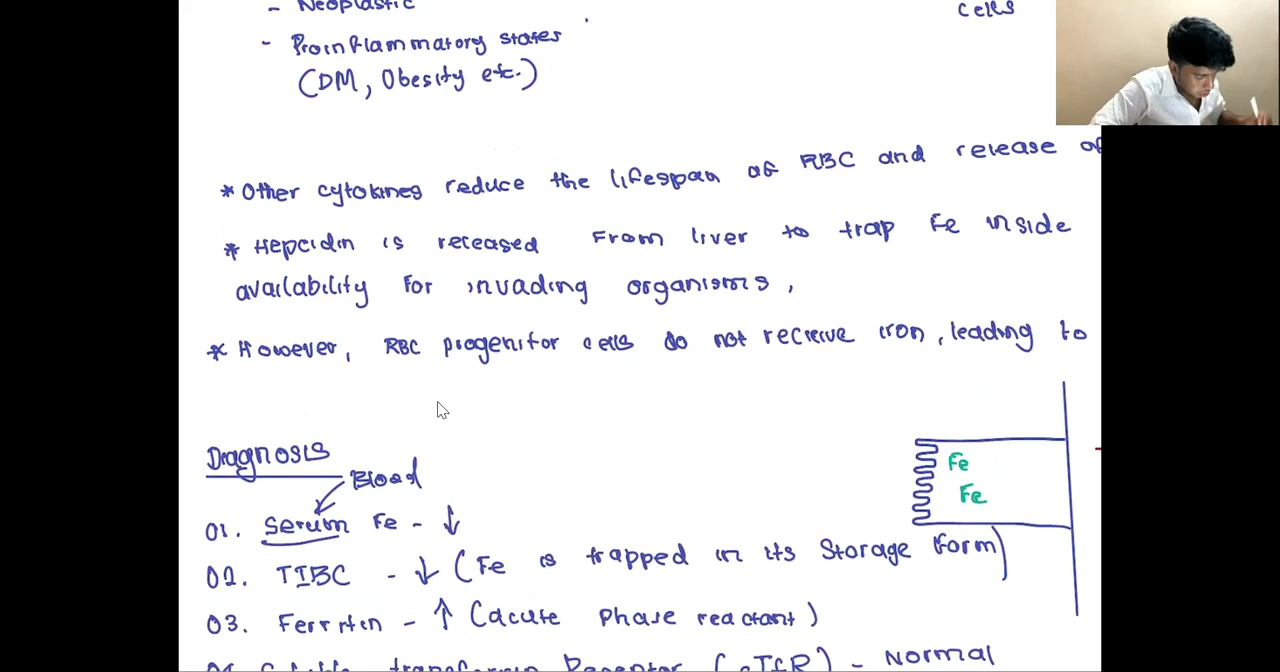 - Neoplastic
cells
- Proinflammatory states
(DM, Obesity etc.)
* Other cytokines reduce the lifespan of RBC and release of
* Hepcidin is released From liver to trap Fe inside
availability for invading organisms,
* However, RBC progenitor cells do not recieve iron, leading to
Diagnosis
Blood
Fe
Fe
01. Serum Fe - ↓
02. TIBC - ↓ (Fe is trapped in its Storage form)
03. Ferritin - ↑ (acute phase reactant)
(sTCR) - Normal